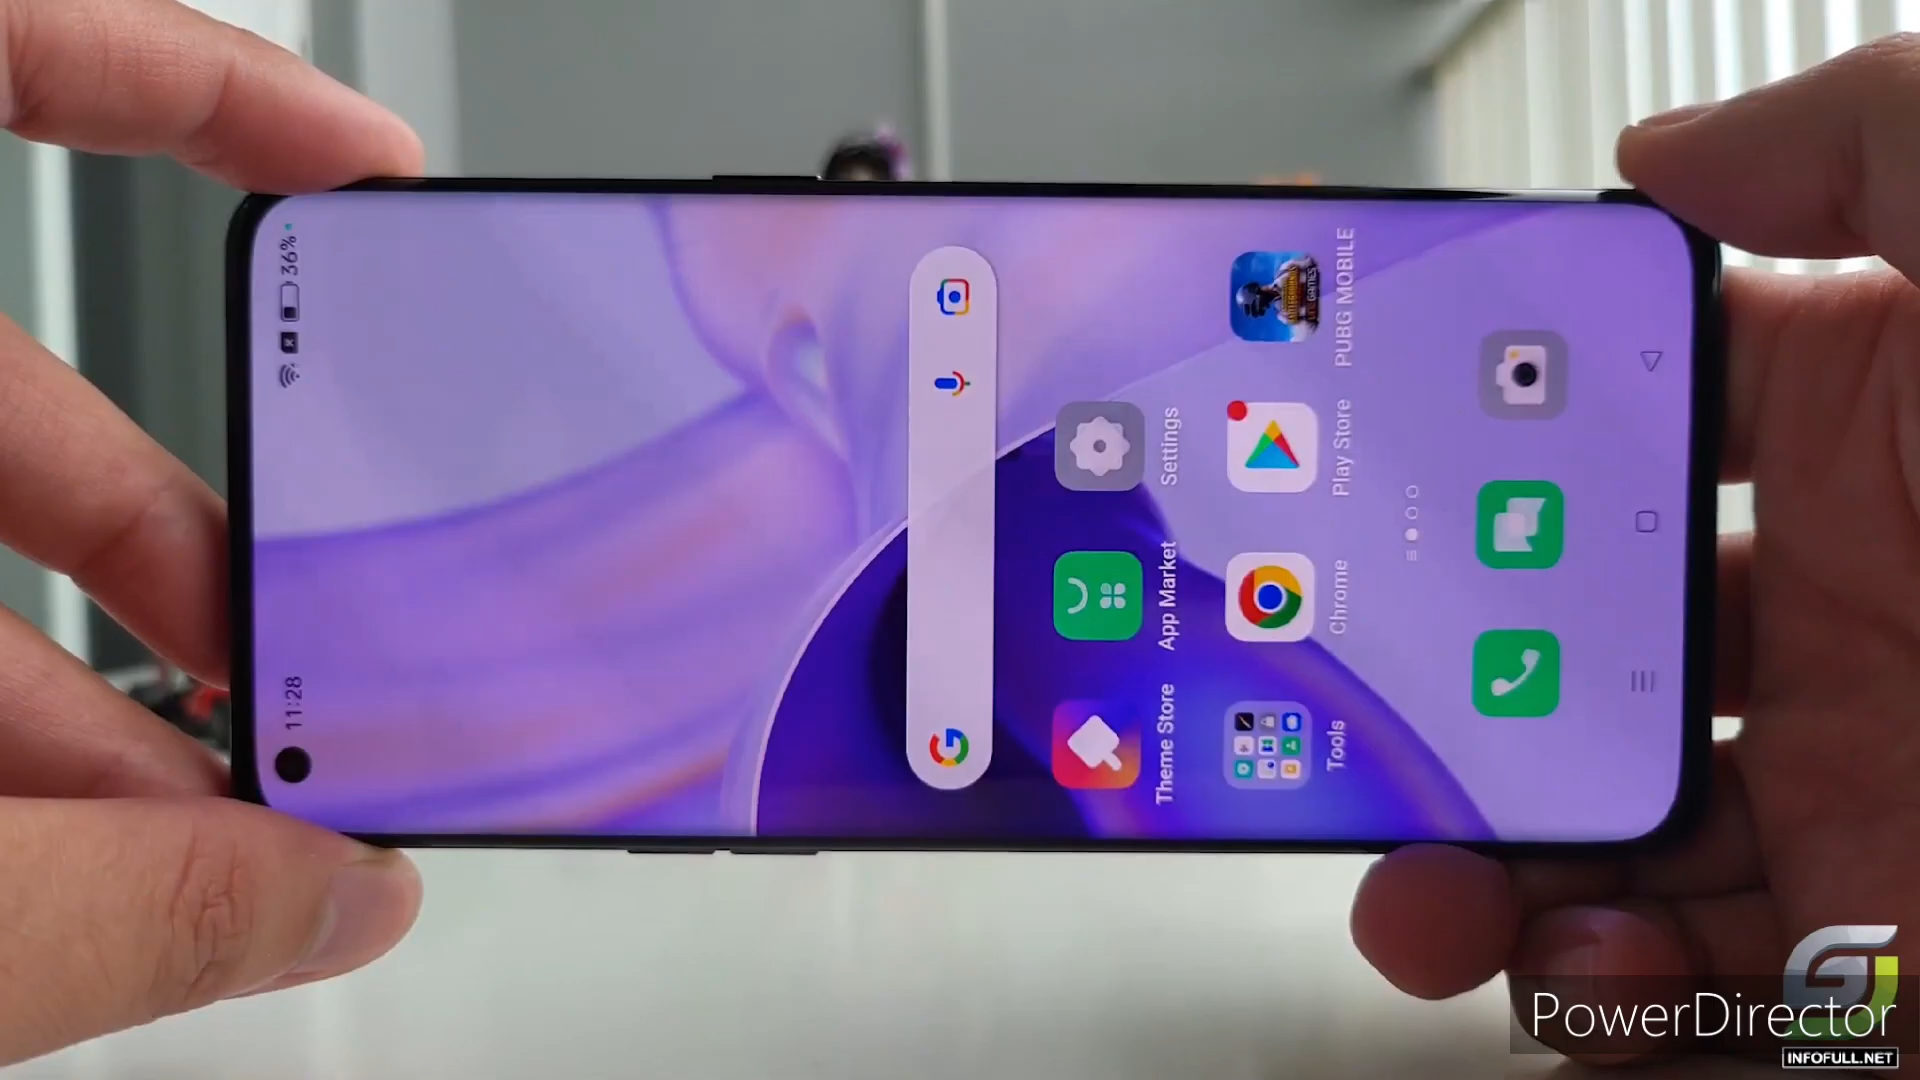 11:28
36%
Theme Store
App Market
Settings
Tools
Chrome
Play Store
PUBG MOBILE
PowerDirector
INFOFULL.NET